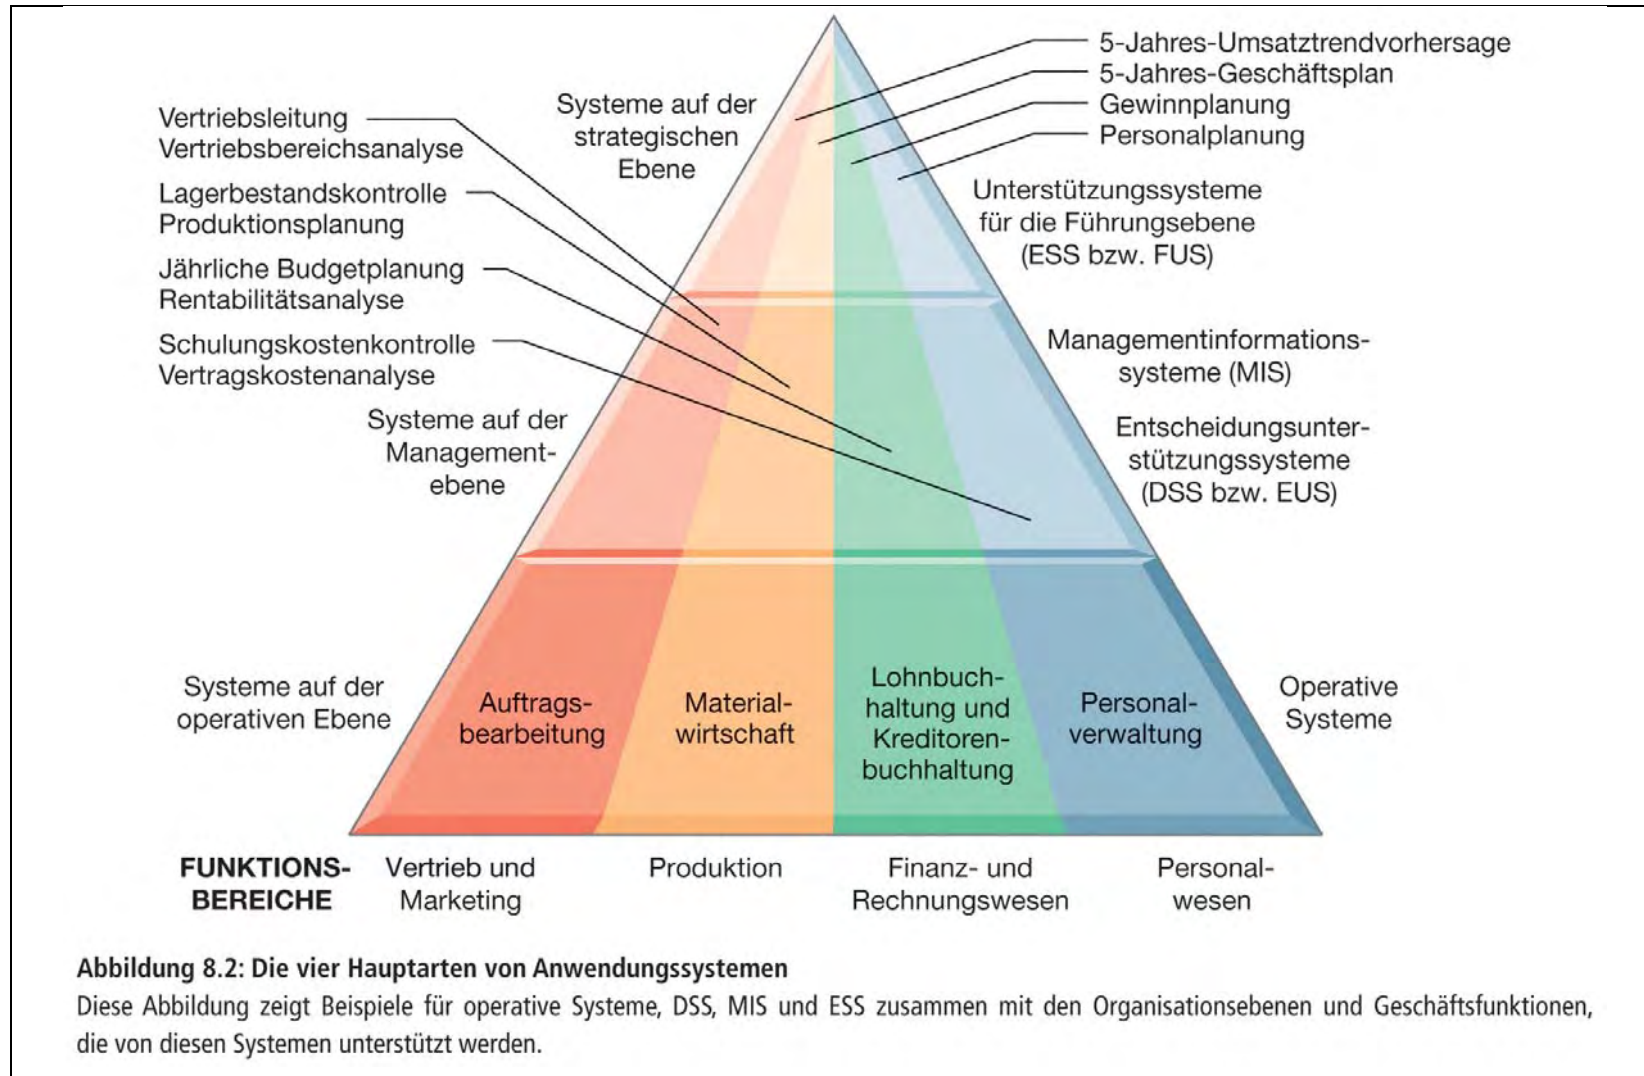 5-Jahres-Umsatztrendvorhersage
5-Jahres-Geschäftsplan
Gewinnplanung
Personalplanung
Systeme auf der
strategischen
Ebene
Vertriebsleitung
Vertriebsbereichsanalyse
Lagerbestandskontrolle
Produktionsplanung
Jährliche Budgetplanung
Rentabilitätsanalyse
Schulungskostenkontrolle
Vertragskostenanalyse
Unterstützungssysteme
für die Führungsebene
(ESS bzw. FUS)
Managementinformations-
systeme (MIS)
Systeme auf der
Management-
ebene
Entscheidungsunter-
stützungssysteme
(DSS bzw. EUS)
Systeme auf der
operativen Ebene
Auftrags-
bearbeitung
Material-
wirtschaft
Lohnbuch-
haltung und
Kreditoren-
buchhaltung
Personal-
verwaltung
Operative
Systeme
FUNKTIONS-
BEREICHE
Vertrieb und
Marketing
Produktion
Finanz- und
Rechnungswesen
Personal-
wesen
Abbildung 8.2: Die vier Hauptarten von Anwendungssystemen
Diese Abbildung zeigt Beispiele für operative Systeme, DSS, MIS und ESS zusammen mit den Organisationsebenen und Geschäftsfunktionen,
die von diesen Systemen unterstützt werden.